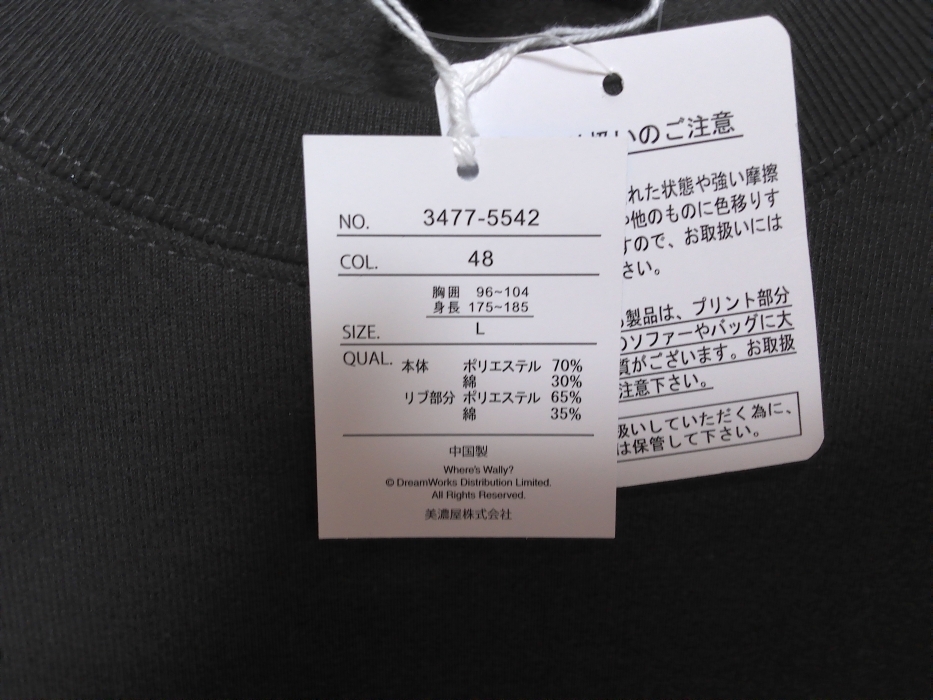 NO. 3477-5542
COL. 48
胸囲 96~104
身長 175~185
SIZE. L
QUAL. 本体 ポリエステル 70%
綿 30%
リブ部分 ポリエステル 65%
綿 35%
中国製
Where's Wally?
© DreamWorks Distribution Limited.
All Rights Reserved.
美濃屋株式会社
扱いのご注意
れた状態や強い摩擦
や他のものに色移りす
すので、お取扱いには
さい。
製品は、プリント部分
のソファーやバッグに大
質がございます。お取扱
注意下さい。
扱いしていただく為に、
は保管して下さい。